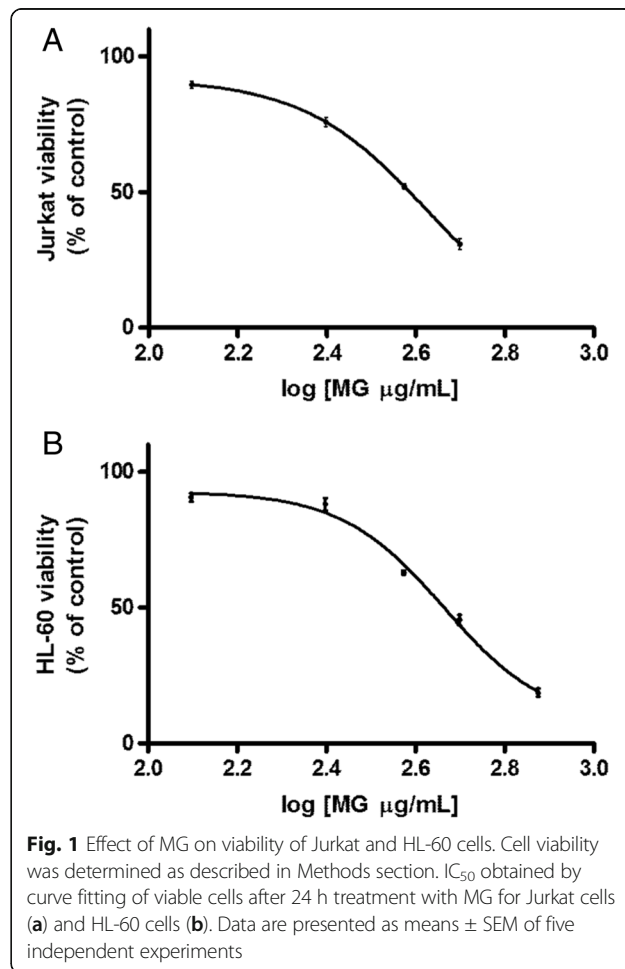 A
100
50
0
Jurkat viability
(% of control)
2.0 2.2 2.4 2.6 2.8 3.0
log [MG µg/mL]
B
100
50
0
HL-60 viability
(% of control)
2.0 2.2 2.4 2.6 2.8 3.0
log [MG µg/mL]
Fig. 1 Effect of MG on viability of Jurkat and HL-60 cells. Cell viability
was determined as described in Methods section. IC50 obtained by
curve fitting of viable cells after 24 h treatment with MG for Jurkat cells
(a) and HL-60 cells (b). Data are presented as means ± SEM of five
independent experiments